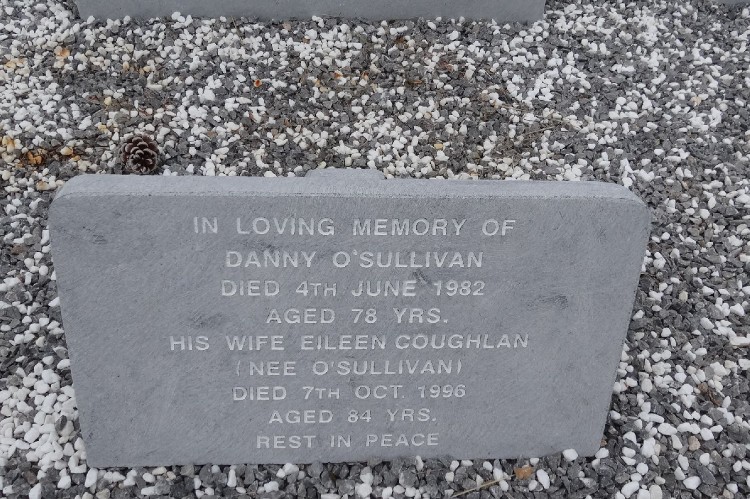 IN LOVING MEMORY OF
DANNY O'SULLIVAN
DIED 4TH JUNE 1982
AGED 78 YRS.
HIS WIFE EILEEN COUGHLAN
(NEE O'SULLIVAN)
DIED 7TH OCT. 1996
AGED 84 YRS.
REST IN PEACE